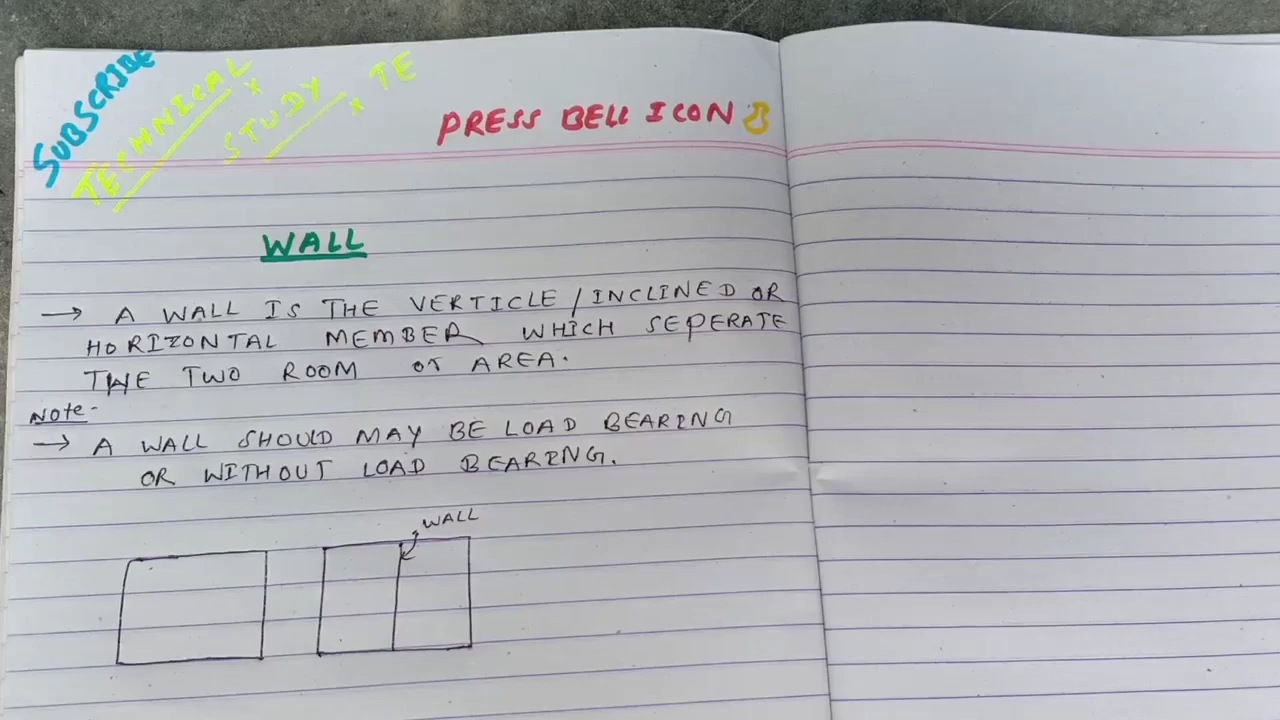 SUBSCRIBE
TECHNICAL
STUDY
TE
PRESS BELL ICON
WALL
→ A WALL IS THE VERTICLE/INCLINED OR
HORIZONTAL MEMBER WHICH SEPERATE
THE TWO ROOM OR AREA.
Note-
→ A WALL SHOULD MAY BE LOAD BEARING
OR WITHOUT LOAD BEARING.
WALL